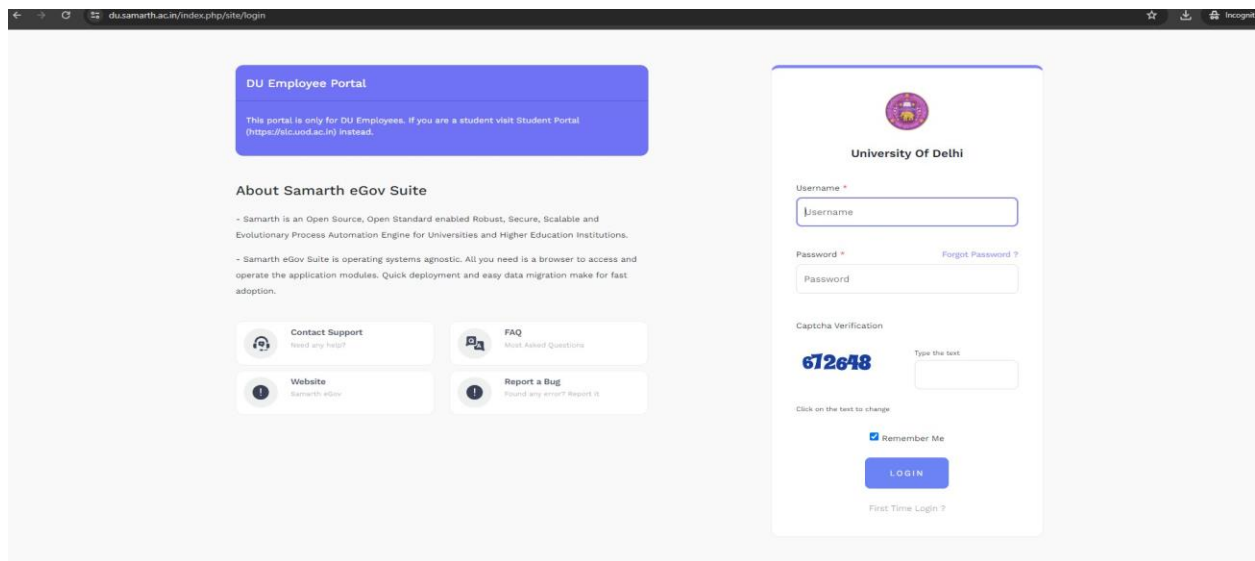 du.samarth.ac.in/index.php/site/login
Incognit
DU Employee Portal
This portal is only for DU Employees. If you are a student visit Student Portal
(https://slc.uod.ac.in) instead.
About Samarth eGov Suite
- Samarth is an Open Source, Open Standard enabled Robust, Secure, Scalable and
Evolutionary Process Automation Engine for Universities and Higher Education Institutions.
- Samarth eGov Suite is operating systems agnostic. All you need is a browser to access and
operate the application modules. Quick deployment and easy data migration make for fast
adoption.
Contact Support
Need any help?
FAQ
Most Asked Questions
Website
Samarth eGov
Report a Bug
Found any error? Report it
University Of Delhi
Username *
Username
Password *
Forgot Password ?
Password
Captcha Verification
672648
Type the text
Click on the text to change
Remember Me
LOGIN
First Time Login ?